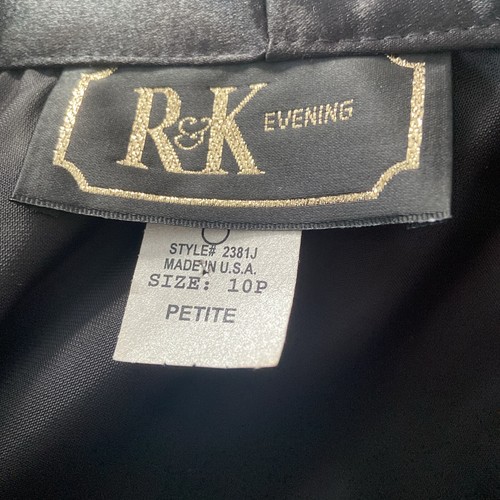 R&K EVENING
STYLE# 2381J
MADE IN U.S.A.
SIZE: 10P
PETITE